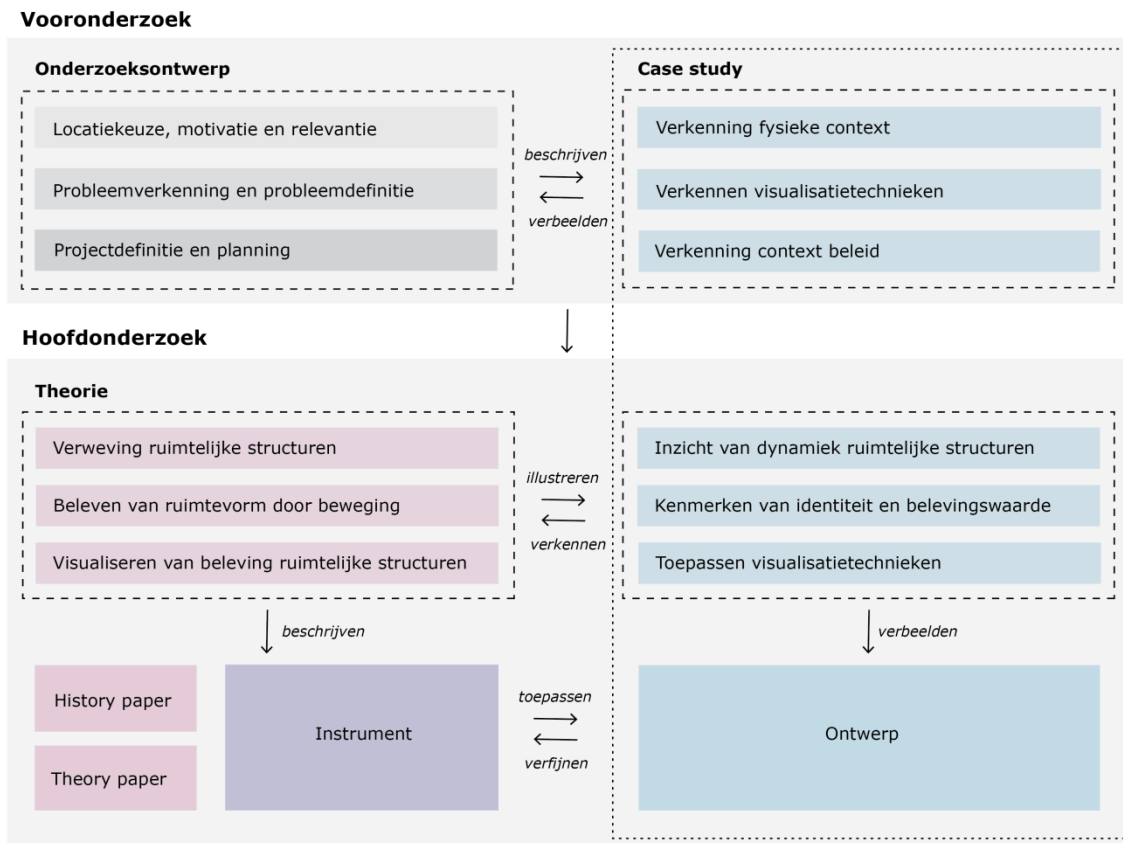 Vooronderzoek
Onderzoeksontwerp
Locatiekeuze, motivatie en relevantie
Probleemverkenning en probleemdefinitie
Projectdefinitie en planning
beschrijven
verbeelden
Case study
Verkenning fysieke context
Verkennen visualisatietechnieken
Verkenning context beleid
Hoofdonderzoek
Theorie
Verweving ruimtelijke structuren
Beleven van ruimtevorm door beweging
Visualiseren van beleving ruimtelijke structuren
illustreren
verkennen
Inzicht van dynamiek ruimtelijke structuren
Kenmerken van identiteit en belevingswaarde
Toepassen visualisatietechnieken
beschrijven
verbeelden
History paper
Theory paper
Instrument
toepassen
verfijnen
Ontwerp